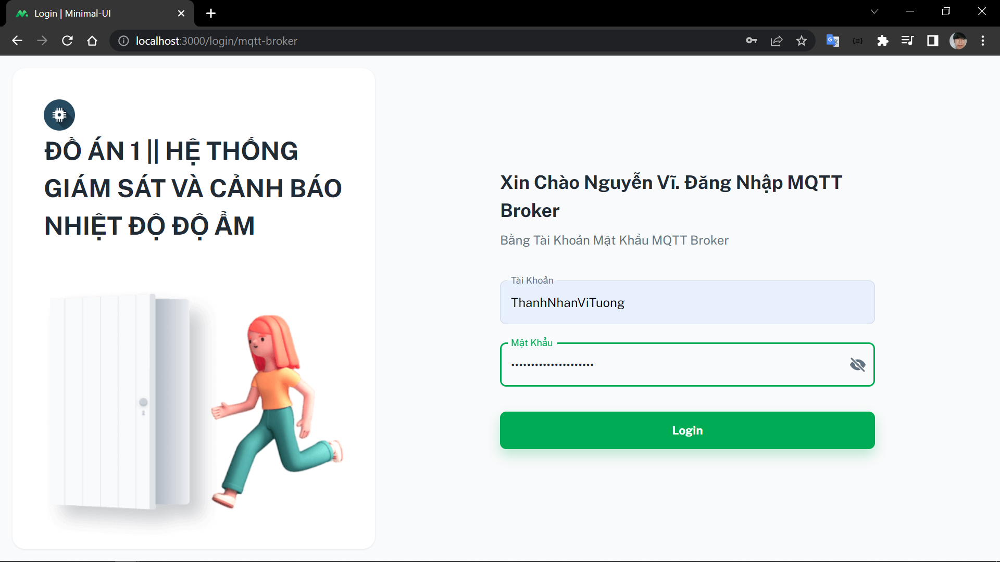 Login | Minimal-UI
localhost:3000/login/mqtt-broker
ĐỒ ÁN 1 || HỆ THỐNG
GIÁM SÁT VÀ CẢNH BÁO
NHIỆT ĐỘ ĐỘ ẨM
Xin Chào Nguyễn Vĩ. Đăng Nhập MQTT
Broker
Bằng Tài Khoản Mật Khẩu MQTT Broker
Tài Khoản
ThanhNhanViTuong
Mật Khẩu
•••••••••••••••••••••
Login